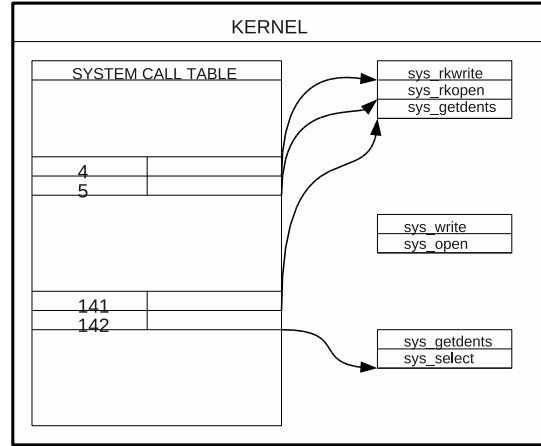 KERNEL
SYSTEM CALL TABLE
4
5
141
142
sys_rkwrite
sys_rkopen
sys_getdents
sys_write
sys_open
sys_getdents
sys_select